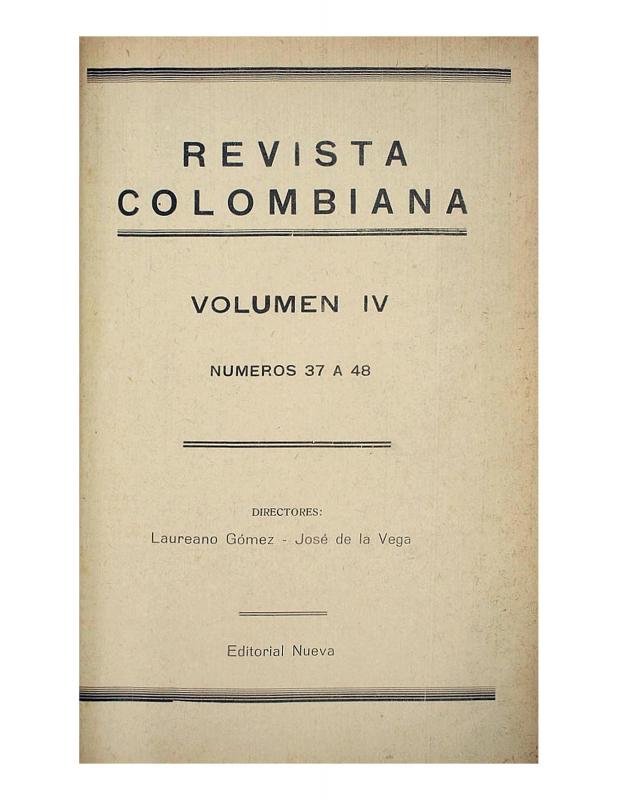 REVISTA
COLOMBIANA
VOLUMEN IV
NUMEROS 37 A 48
DIRECTORES:
Laureano Gómez - José de la Vega
Editorial Nueva